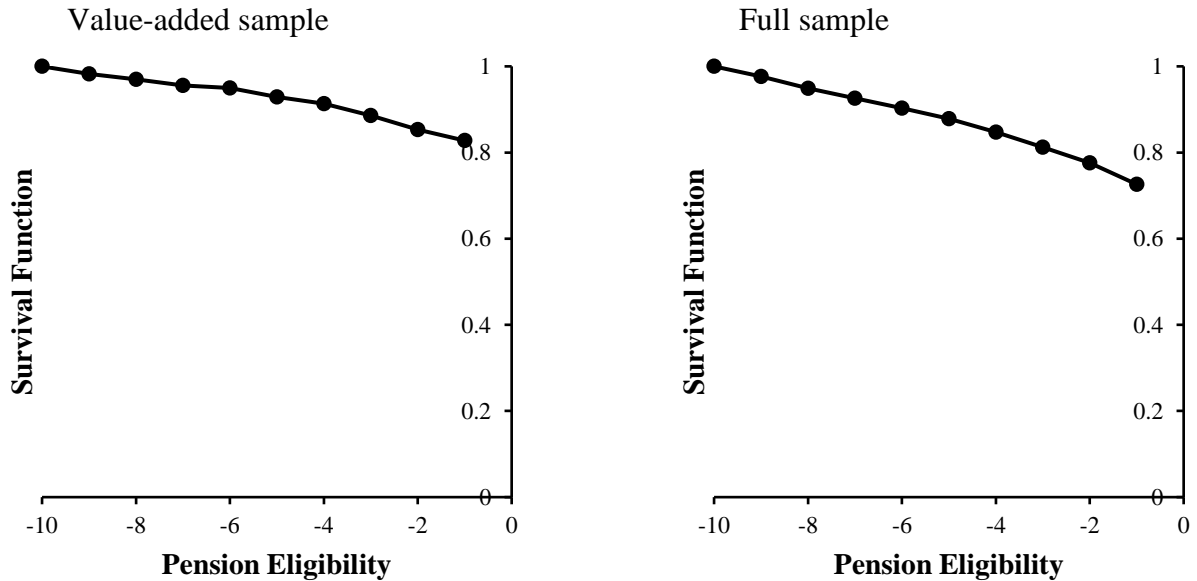 Value-added sample
1
0.8
0.6
0.4
0.2
0
Survival Function
-10 -8 -6 -4 -2 0
Pension Eligibility
Full sample
1
0.8
0.6
0.4
0.2
0
Survival Function
-10 -8 -6 -4 -2 0
Pension Eligibility